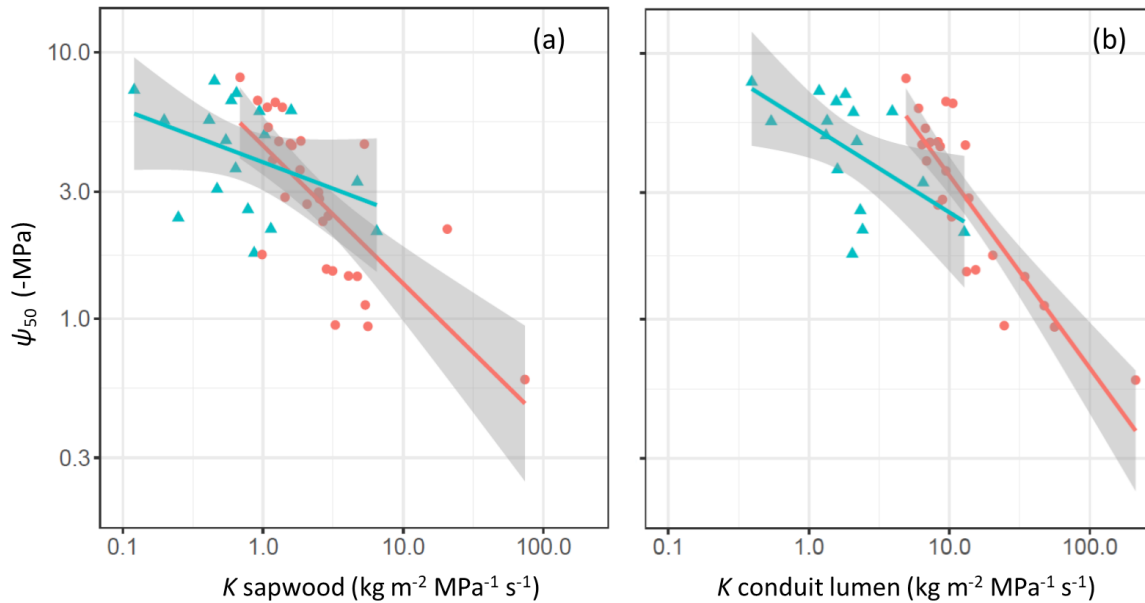 (a)
(b)
10.0
3.0
1.0
0.3
ψ₅₀ (-MPa)
0.1 1.0 10.0 100.0
0.1 1.0 10.0 100.0
K sapwood (kg m⁻² MPa⁻¹ s⁻¹)
K conduit lumen (kg m⁻² MPa⁻¹ s⁻¹)